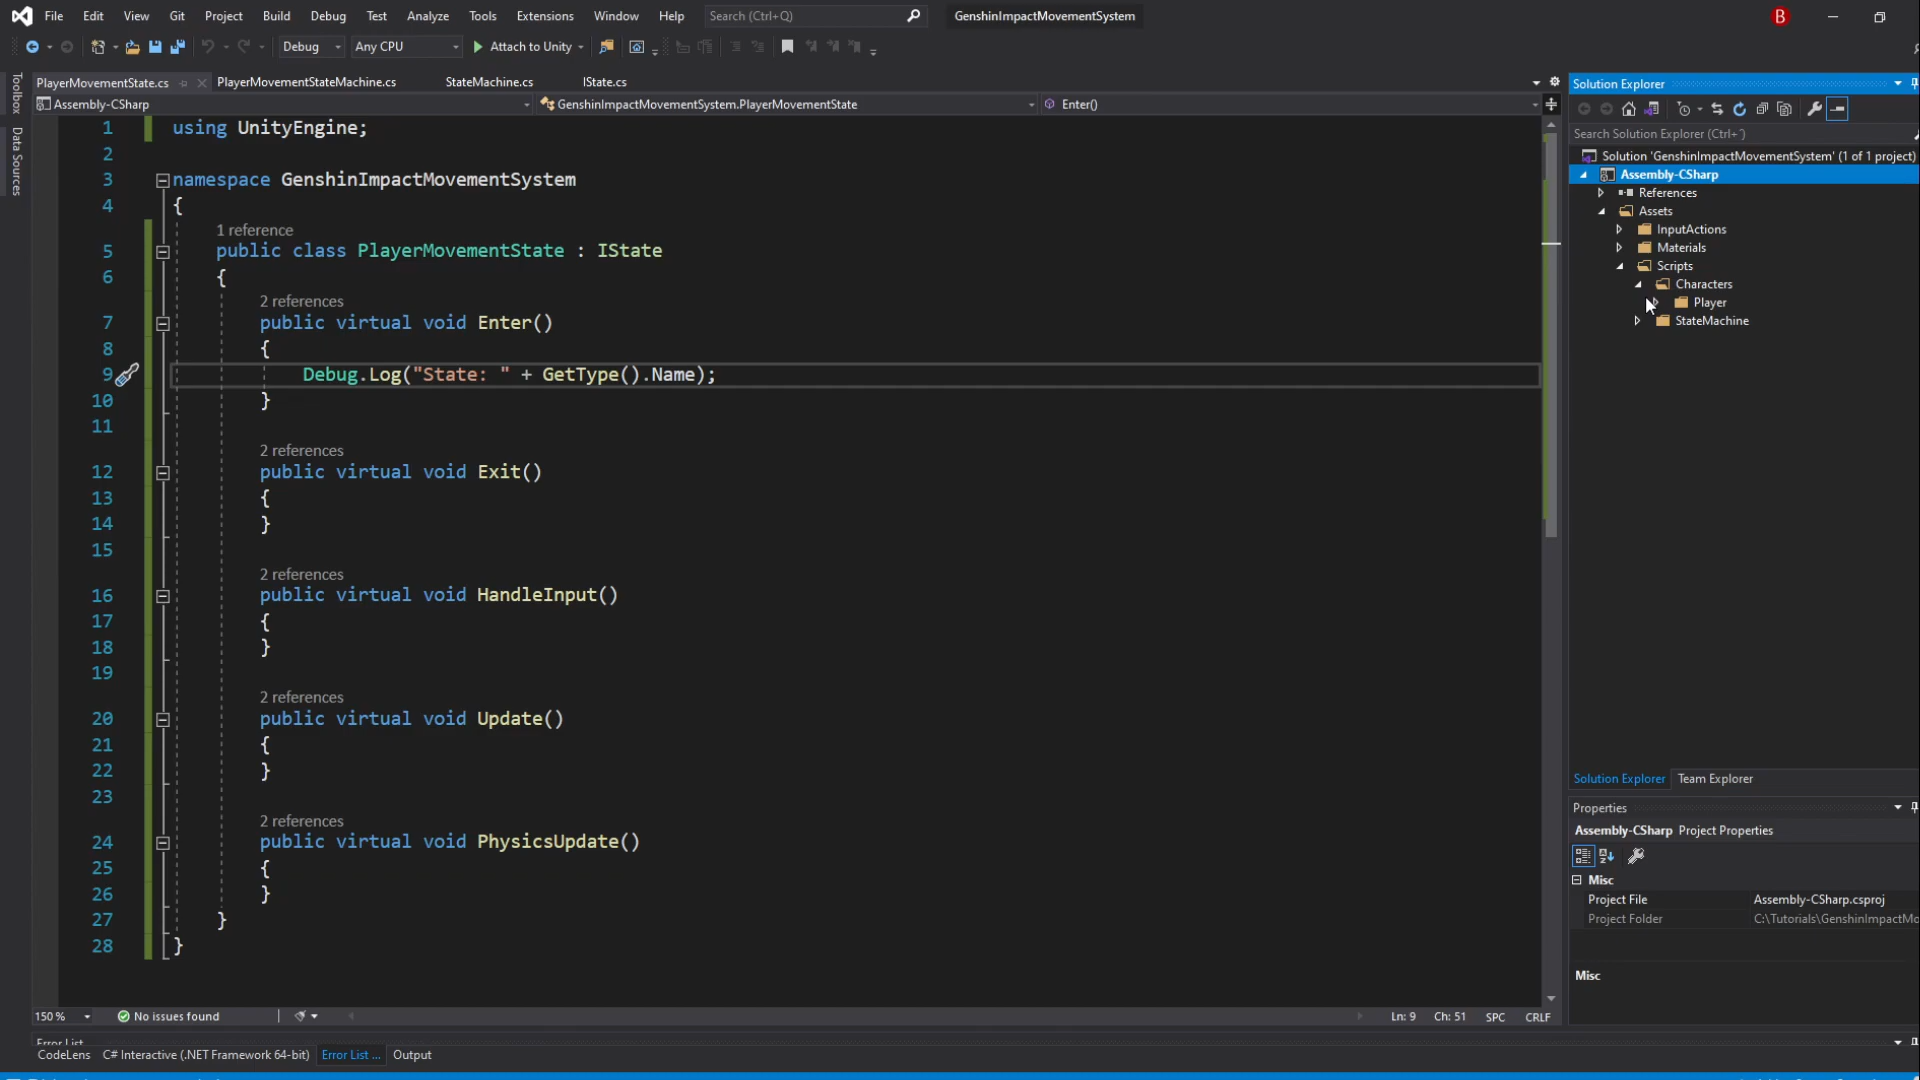 File Edit View Git Project Build Debug Test Analyze Tools Extensions Window Help Search (Ctrl+Q) GenshinImpactMovementSystem B
Debug Any CPU Attach to Unity
Toolbox
Data Sources
PlayerMovementState.cs PlayerMovementStateMachine.cs StateMachine.cs IState.cs
Assembly-CSharp GenshinImpactMovementSystem.PlayerMovementState Enter()
1 using UnityEngine;
2
3 namespace GenshinImpactMovementSystem
4 {
1 reference
5 public class PlayerMovementState : IState
6 {
2 references
7 public virtual void Enter()
8 {
9 Debug.Log("State: " + GetType().Name);
10 }
11
2 references
12 public virtual void Exit()
13 {
14 }
15
2 references
16 public virtual void HandleInput()
17 {
18 }
19
2 references
20 public virtual void Update()
21 {
22 }
23
2 references
24 public virtual void PhysicsUpdate()
25 {
26 }
27 }
28 }
150 % No issues found Ln: 9 Ch: 51 SPC CRLF
Error List
CodeLens C# Interactive (.NET Framework 64-bit) Error List ... Output
Solution Explorer
Search Solution Explorer (Ctrl+´)
Solution 'GenshinImpactMovementSystem' (1 of 1 project)
Assembly-CSharp
References
Assets
InputActions
Materials
Scripts
Characters
Player
StateMachine
Solution Explorer Team Explorer
Properties
Assembly-CSharp Project Properties
Misc
Project File Assembly-CSharp.csproj
Project Folder C:\Tutorials\GenshinImpactMo
Misc